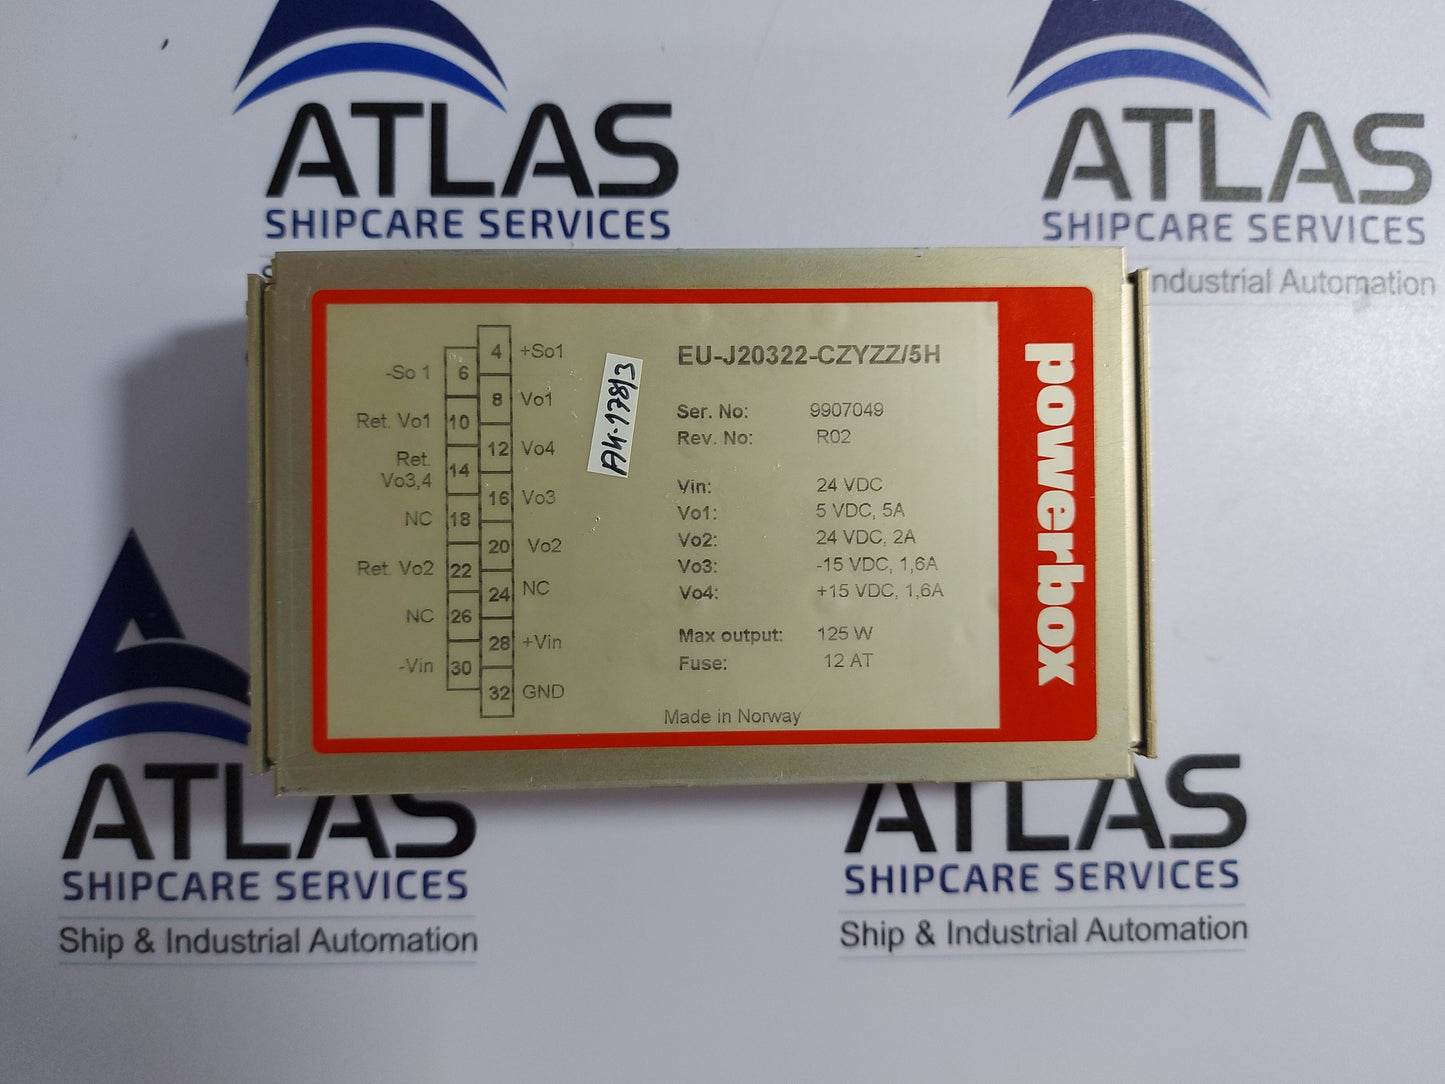 ATLAS
SHIPCARE SERVICES
ATLAS
SHIPCARE SERVICES
ndustrial Automation
4 +So1
-So 1 6
8 Vo1
Ret. Vo1 10
12 Vo4
Ret.
Vo3,4 14
16 Vo3
NC 18
20 Vo2
Ret. Vo2 22
24 NC
NC 26
28 +Vin
-Vin 30
32 GND
EU-J20322-CZYZZ/5H
Ser. No: 9907049
Rev. No: R02
Vin: 24 VDC
Vo1: 5 VDC, 5A
Vo2: 24 VDC, 2A
Vo3: -15 VDC, 1,6A
Vo4: +15 VDC, 1,6A
Max output: 125 W
Fuse: 12 AT
Made in Norway
powerbox
ATLAS
SHIPCARE SERVICES
Ship & Industrial Automation
ATLAS
SHIPCARE SERVICES
Ship & Industrial Automation